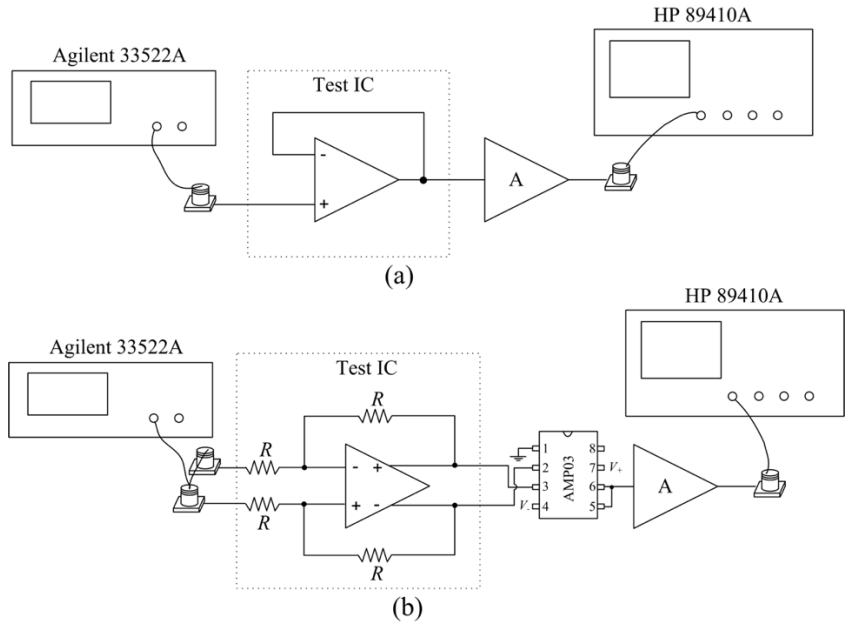 HP 89410A
Agilent 33522A
Test IC
-
+
A
(a)
HP 89410A
Agilent 33522A
Test IC
R
R
- +
+ -
R
R
1 8
2 7 V+
3 6
V- 4 5
AMP03
A
(b)